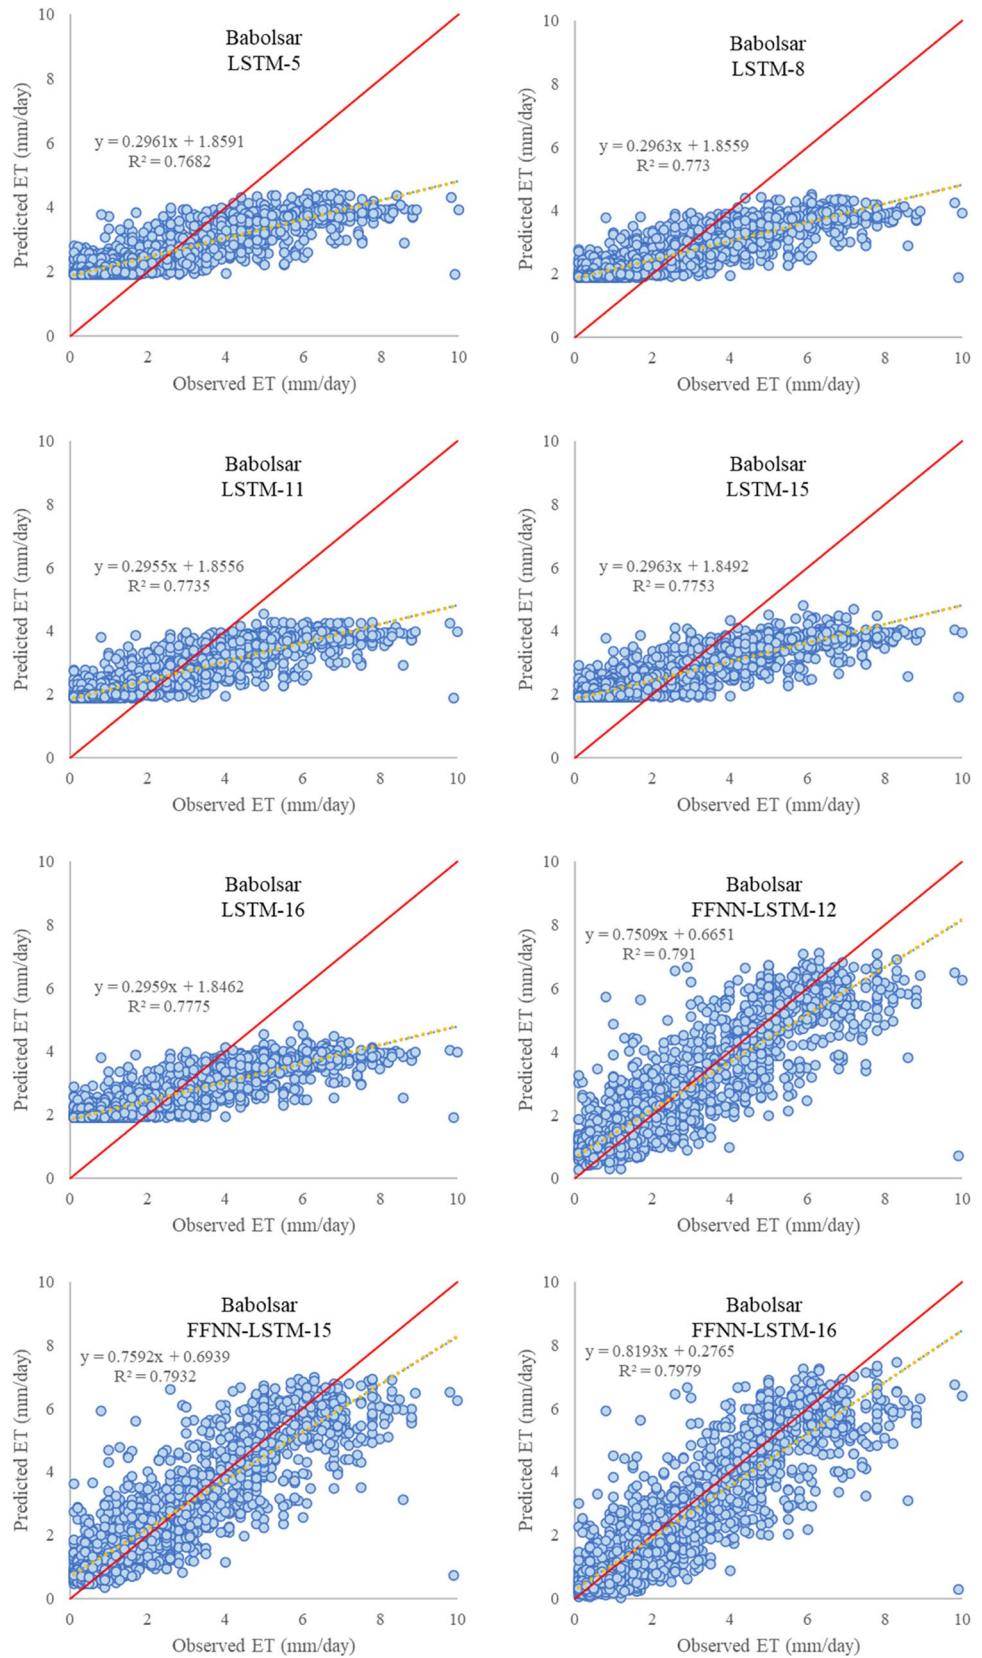 Babolsar
LSTM-5
y = 0.2961x + 1.8591
R² = 0.7682
Predicted ET (mm/day)
10
8
6
4
2
0
0 2 4 6 8 10
Observed ET (mm/day)
Babolsar
LSTM-8
y = 0.2963x + 1.8559
R² = 0.773
Predicted ET (mm/day)
10
8
6
4
2
0
0 2 4 6 8 10
Observed ET (mm/day)
Babolsar
LSTM-11
y = 0.2955x + 1.8556
R² = 0.7735
Predicted ET (mm/day)
10
8
6
4
2
0
0 2 4 6 8 10
Observed ET (mm/day)
Babolsar
LSTM-15
y = 0.2963x + 1.8492
R² = 0.7753
Predicted ET (mm/day)
10
8
6
4
2
0
0 2 4 6 8 10
Observed ET (mm/day)
Babolsar
LSTM-16
y = 0.2959x + 1.8462
R² = 0.7775
Predicted ET (mm/day)
10
8
6
4
2
0
0 2 4 6 8 10
Observed ET (mm/day)
Babolsar
FFNN-LSTM-12
y = 0.7509x + 0.6651
R² = 0.791
Predicted ET (mm/day)
10
8
6
4
2
0
0 2 4 6 8 10
Observed ET (mm/day)
Babolsar
FFNN-LSTM-15
y = 0.7592x + 0.6939
R² = 0.7932
Predicted ET (mm/day)
10
8
6
4
2
0
0 2 4 6 8 10
Observed ET (mm/day)
Babolsar
FFNN-LSTM-16
y = 0.8193x + 0.2765
R² = 0.7979
Predicted ET (mm/day)
10
8
6
4
2
0
0 2 4 6 8 10
Observed ET (mm/day)